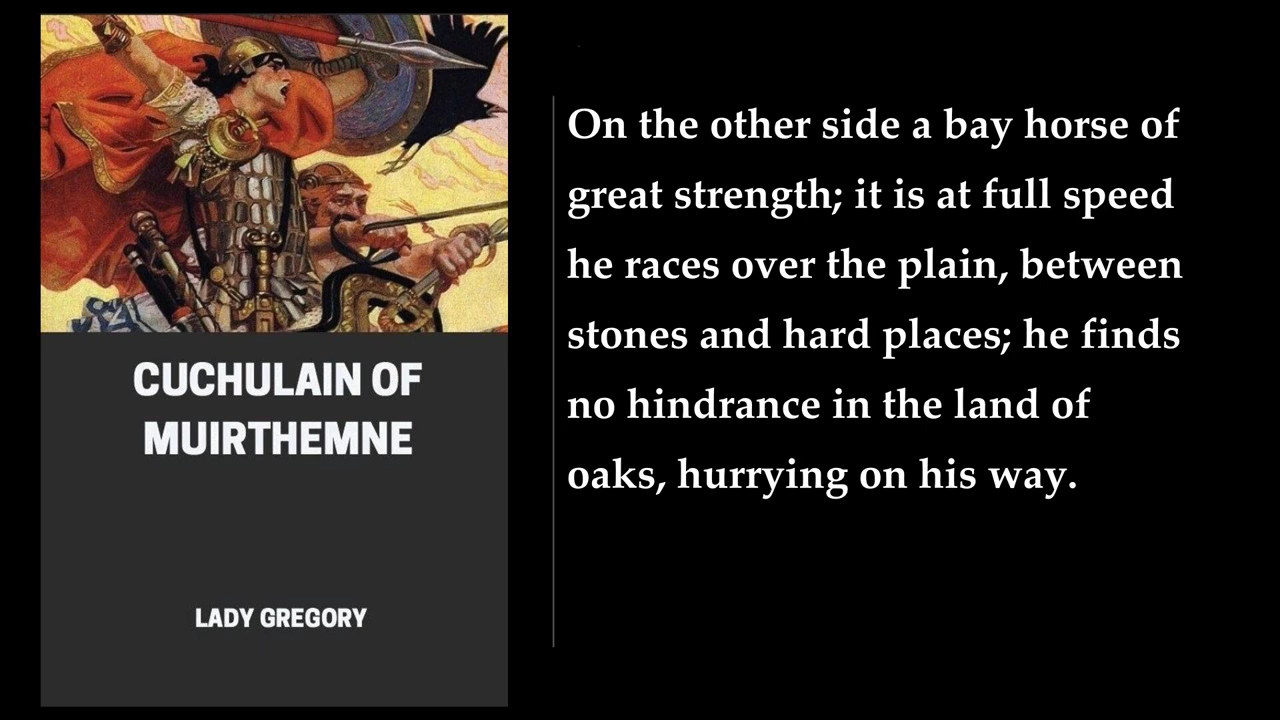 CUCHULAIN OF
MUIRTHEMNE
LADY GREGORY
On the other side a bay horse of
great strength; it is at full speed
he races over the plain, between
stones and hard places; he finds
no hindrance in the land of
oaks, hurrying on his way.